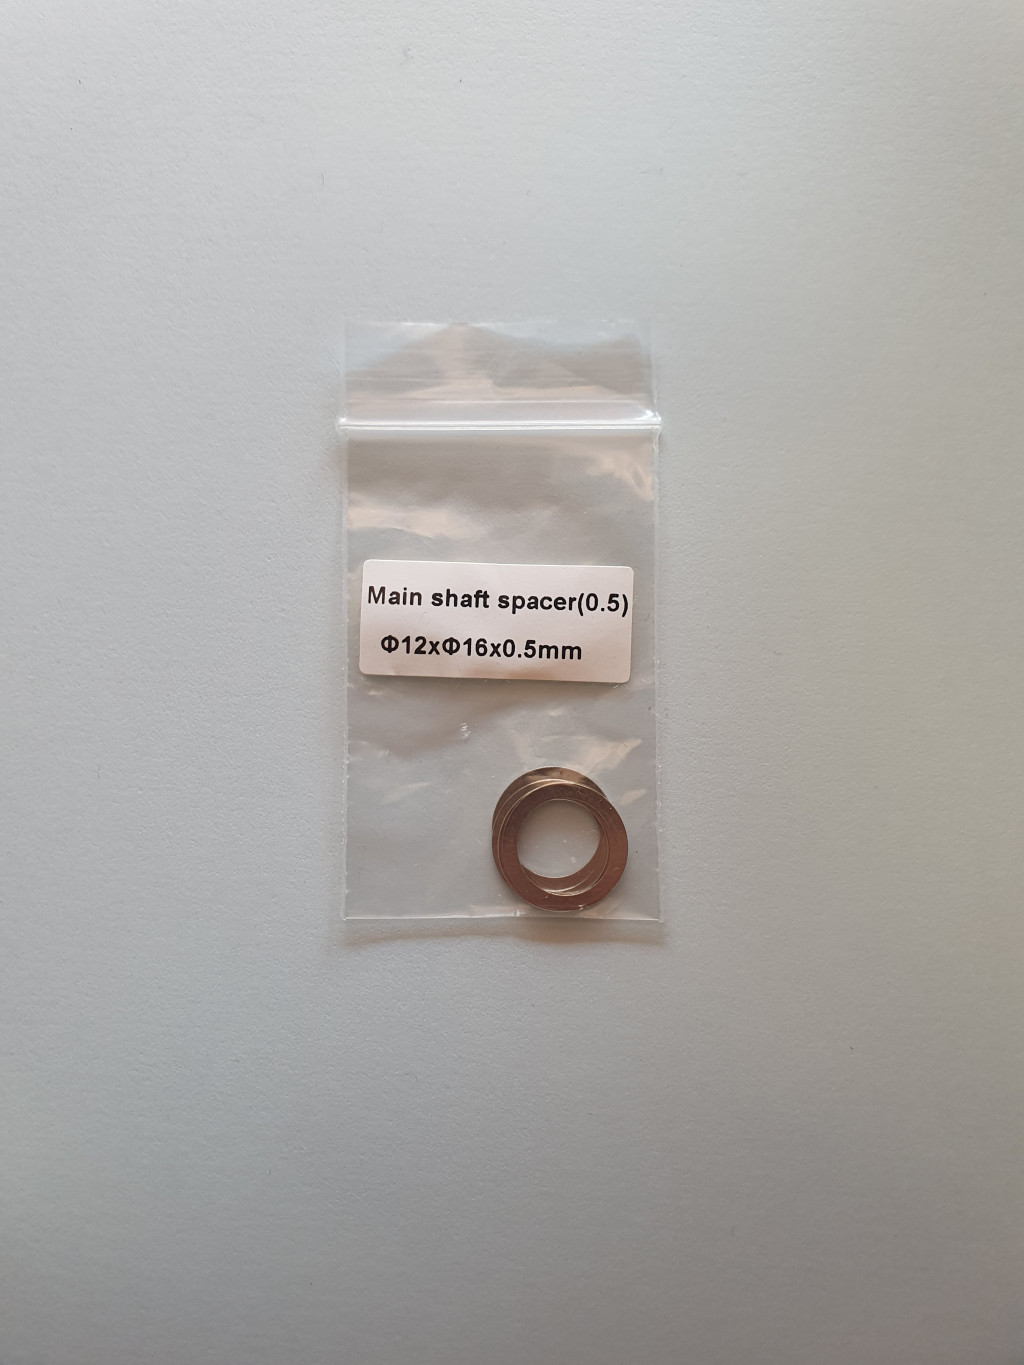 Main shaft spacer(0.5)
Φ12xΦ16x0.5mm